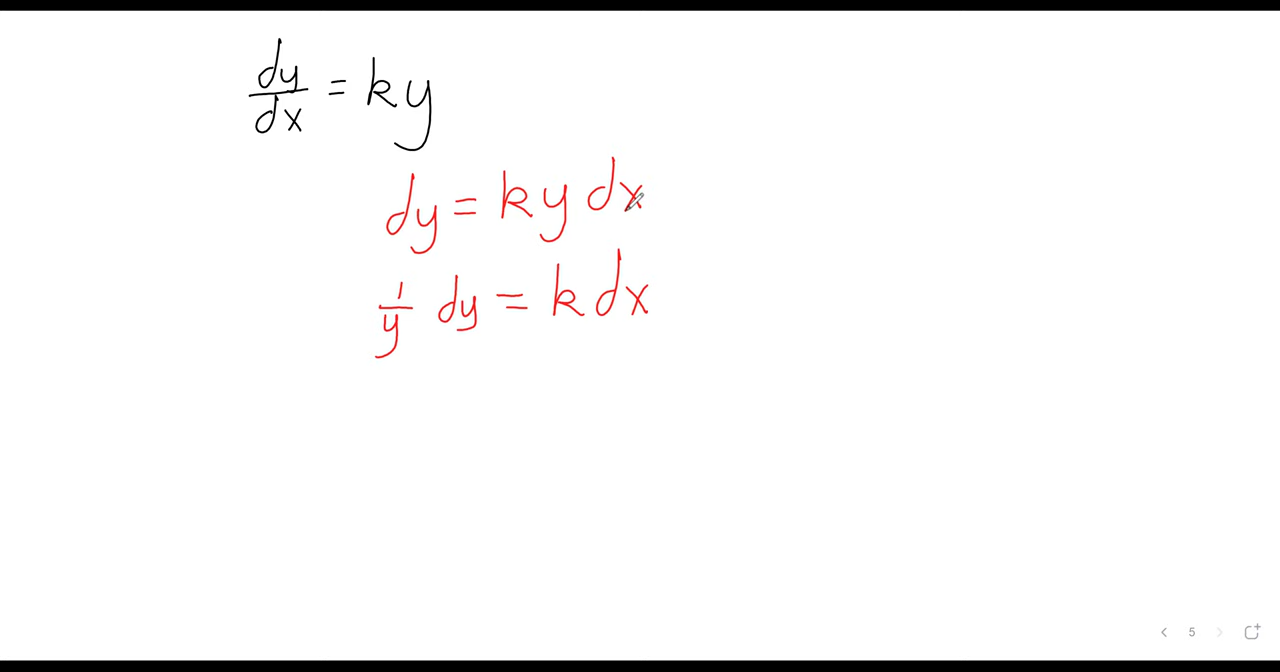 dy/dx = ky
dy = ky dx
1/y dy = k dx
5